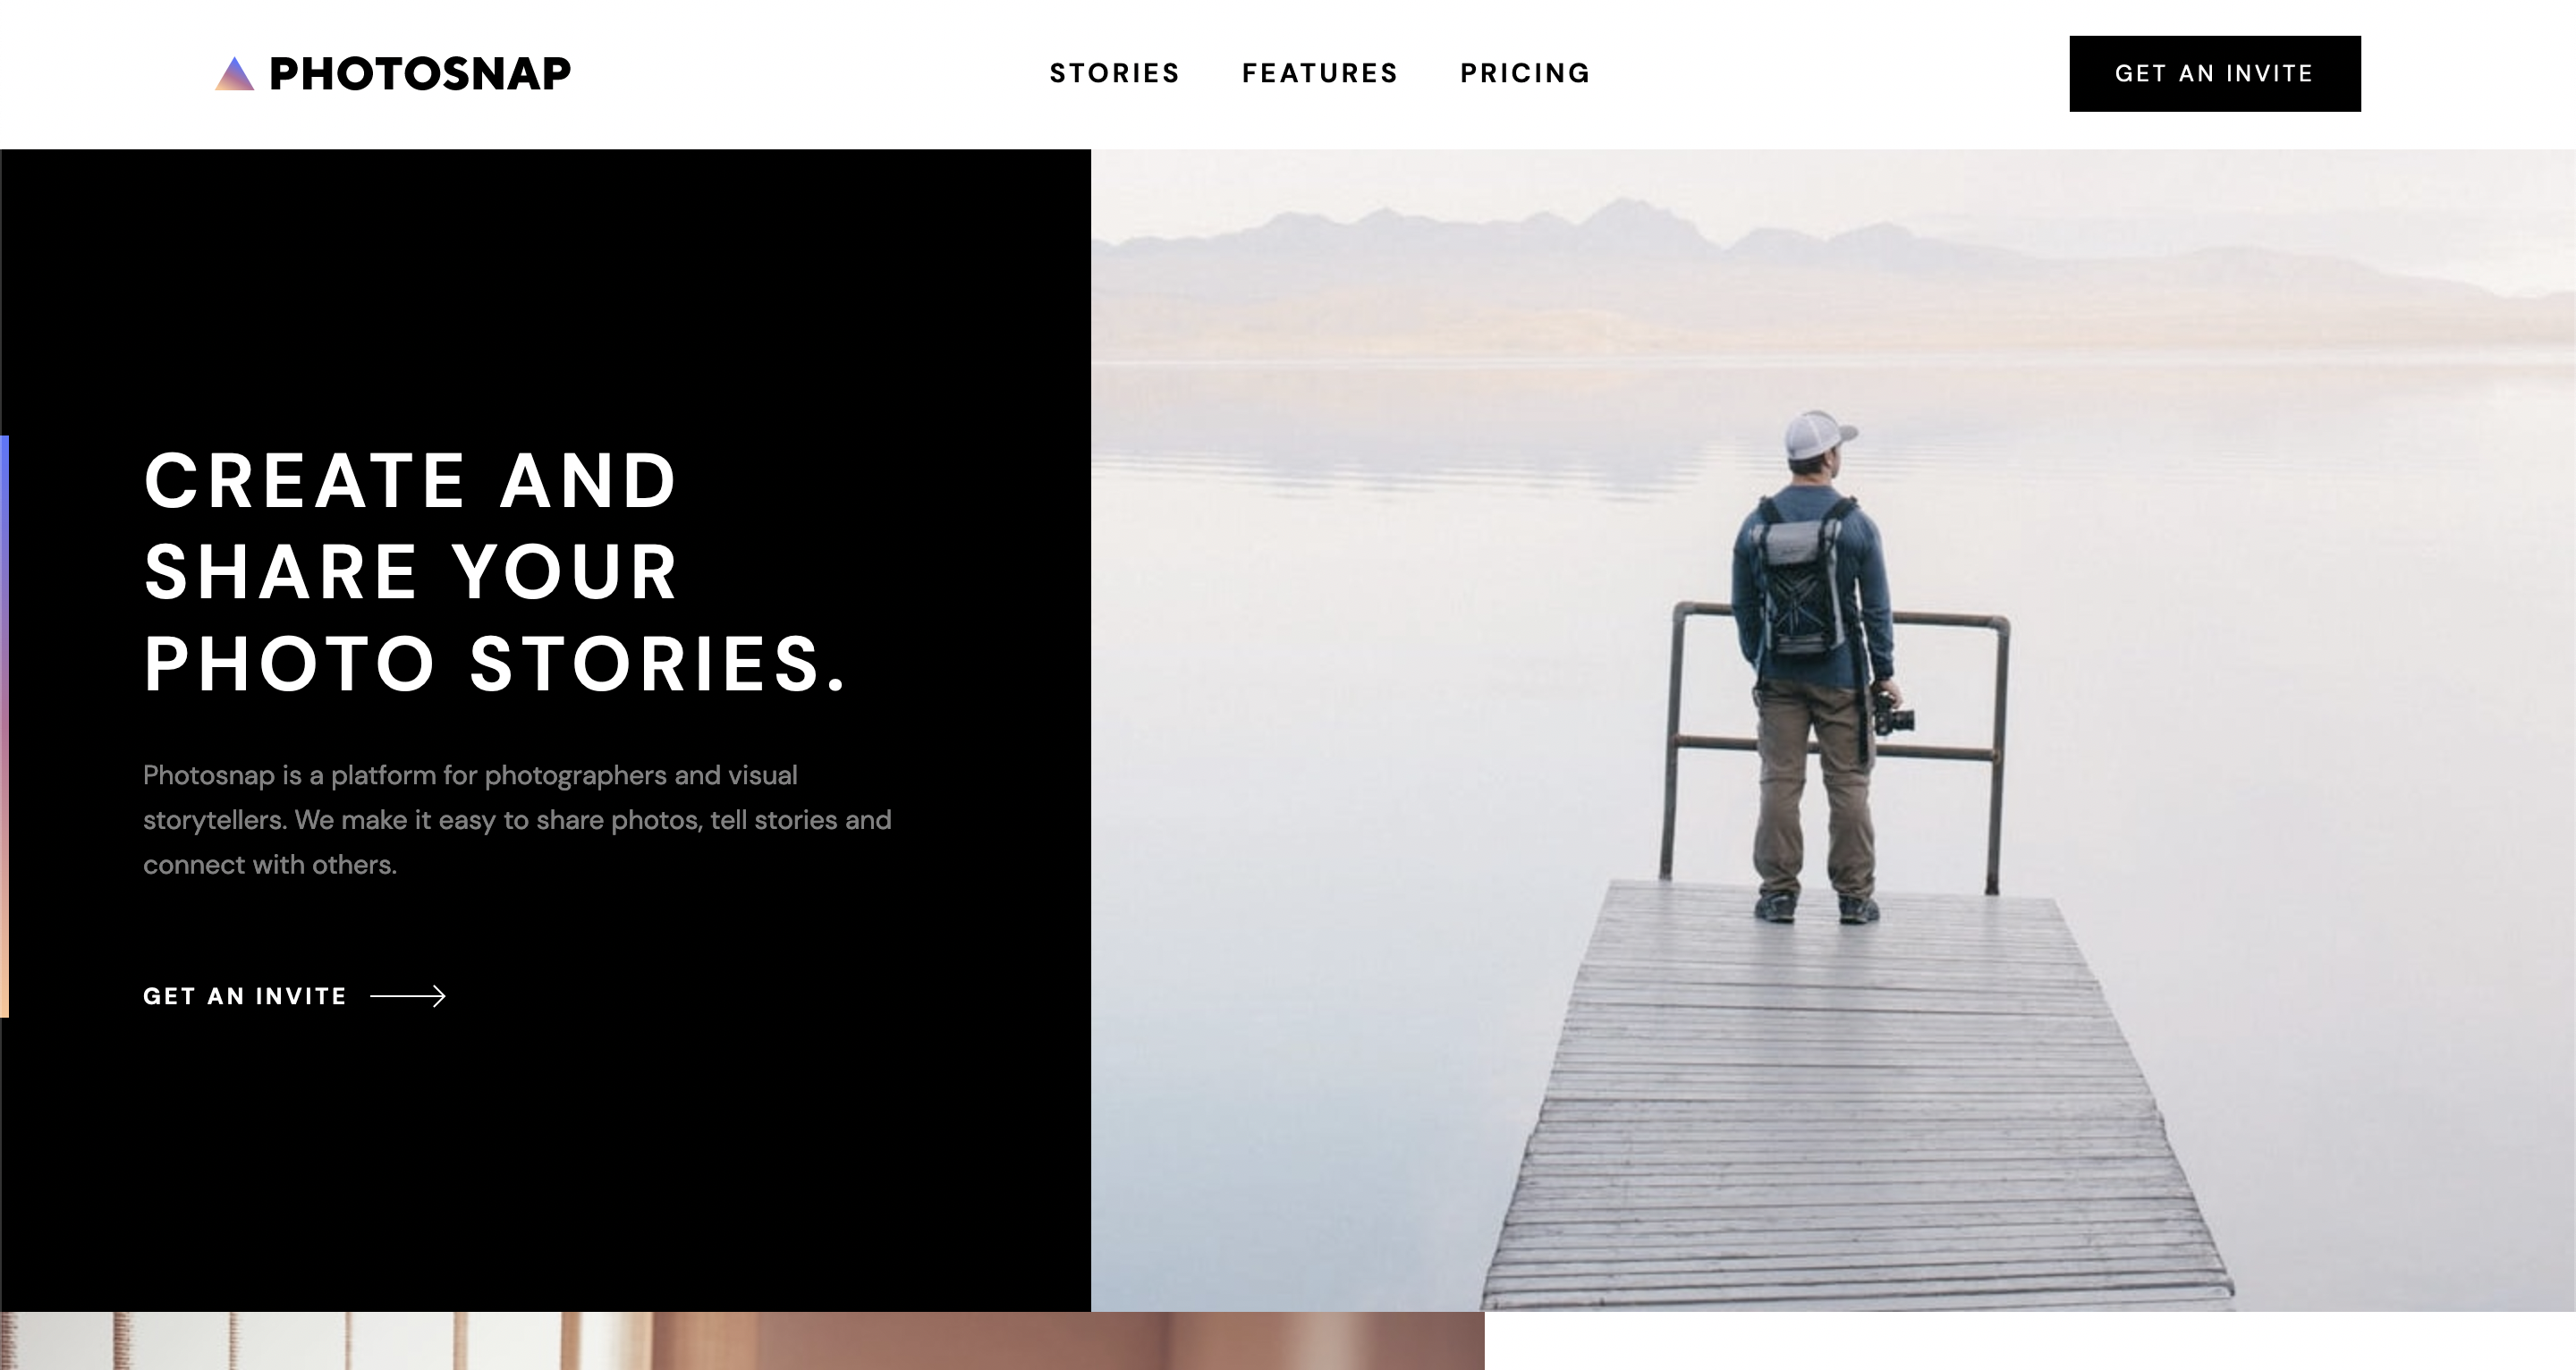 PHOTOSNAP
STORIES FEATURES PRICING
GET AN INVITE
CREATE AND
SHARE YOUR
PHOTO STORIES.
Photosnap is a platform for photographers and visual
storytellers. We make it easy to share photos, tell stories and
connect with others.
GET AN INVITE